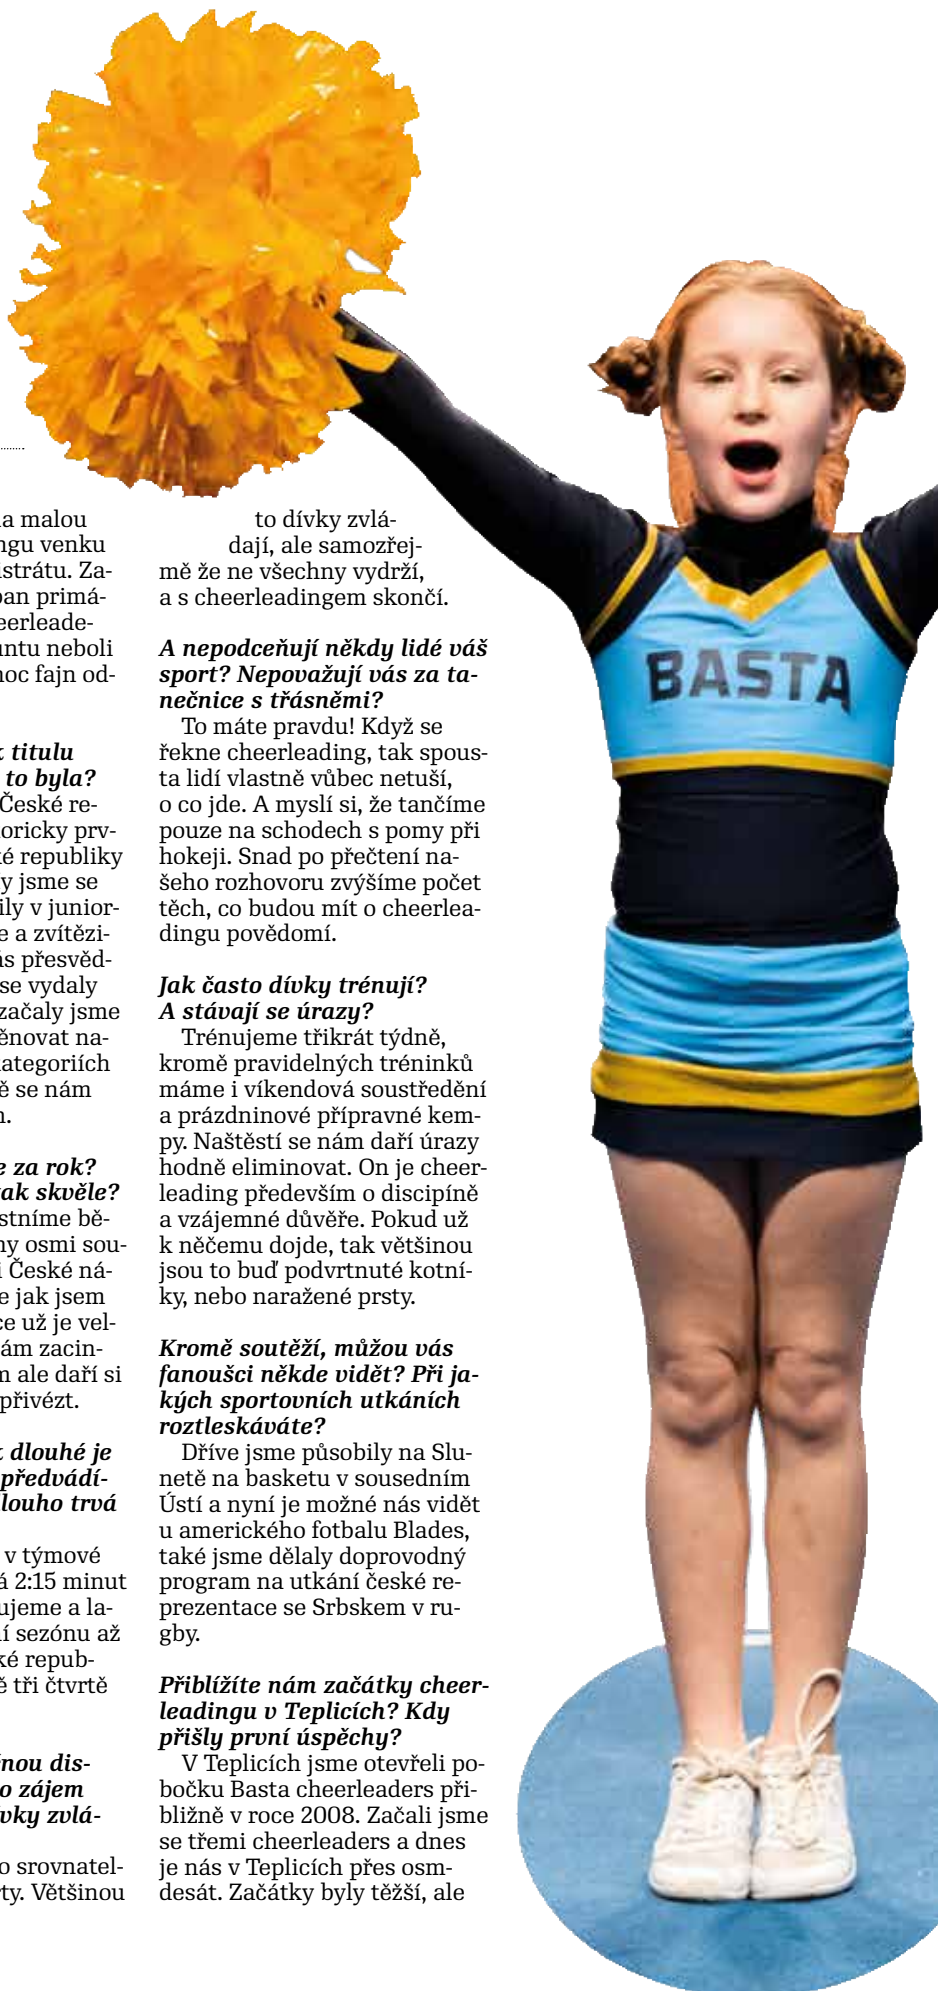 a malou
ngu venku
istrátu. Za-
pan primá-
eerleade-
untu neboli
noc fajn od-
k titulu
to byla?
České re-
oricky prv-
ké republiky
y jsme se
ily v junior-
e a zvítězi-
ás přesvěd-
se vydaly
začaly jsme
ěnovat na-
kategoriích
ě se nám
n.
e za rok?
tak skvěle?
stníme bě-
ny osmi sou-
i České ná-
e jak jsem
ce už je vel-
vám zacin-
m ale daří si
přivézt.
k dlouhé je
předvádí-
dlouho trvá
v týmové
á 2:15 minut
ujeme a la-
ní sezónu až
ké repub-
ě tři čtvrtě
žnou dis-
o zájem
vky zvlá-
o srovnatel-
rty. Většinou
to dívky zvlá-
dají, ale samozřej-
mě že ne všechny vydrží,
a s cheerleadingem skončí.
A nepodceňují někdy lidé váš
sport? Nepovažují vás za ta-
nečnice s třásněmi?
To máte pravdu! Když se
řekne cheerleading, tak spous-
ta lidí vlastně vůbec netuší,
o co jde. A myslí si, že tančíme
pouze na schodech s pomy při
hokeji. Snad po přečtení na-
šeho rozhovoru zvýšíme počet
těch, co budou mít o cheerlea-
dingu povědomí.
Jak často dívky trénují?
A stávají se úrazy?
Trénujeme třikrát týdně,
kromě pravidelných tréninků
máme i víkendová soustředění
a prázdninové přípravné kem-
py. Naštěstí se nám daří úrazy
hodně eliminovat. On je cheer-
leading především o discipíně
a vzájemné důvěře. Pokud už
k něčemu dojde, tak většinou
jsou to buď podvrtnuté kotní-
ky, nebo naražené prsty.
Kromě soutěží, můžou vás
fanoušci někde vidět? Při ja-
kých sportovních utkáních
roztleskáváte?
Dříve jsme působily na Slu-
netě na basketu v sousedním
Ústí a nyní je možné nás vidět
u amerického fotbalu Blades,
také jsme dělaly doprovodný
program na utkání české re-
prezentace se Srbskem v ru-
gby.
Přiblížíte nám začátky cheer-
leadingu v Teplicích? Kdy
přišly první úspěchy?
V Teplicích jsme otevřeli po-
bočku Basta cheerleaders při-
bližně v roce 2008. Začali jsme
se třemi cheerleaders a dnes
je nás v Teplicích přes osm-
desát. Začátky byly těžší, ale
BASTA